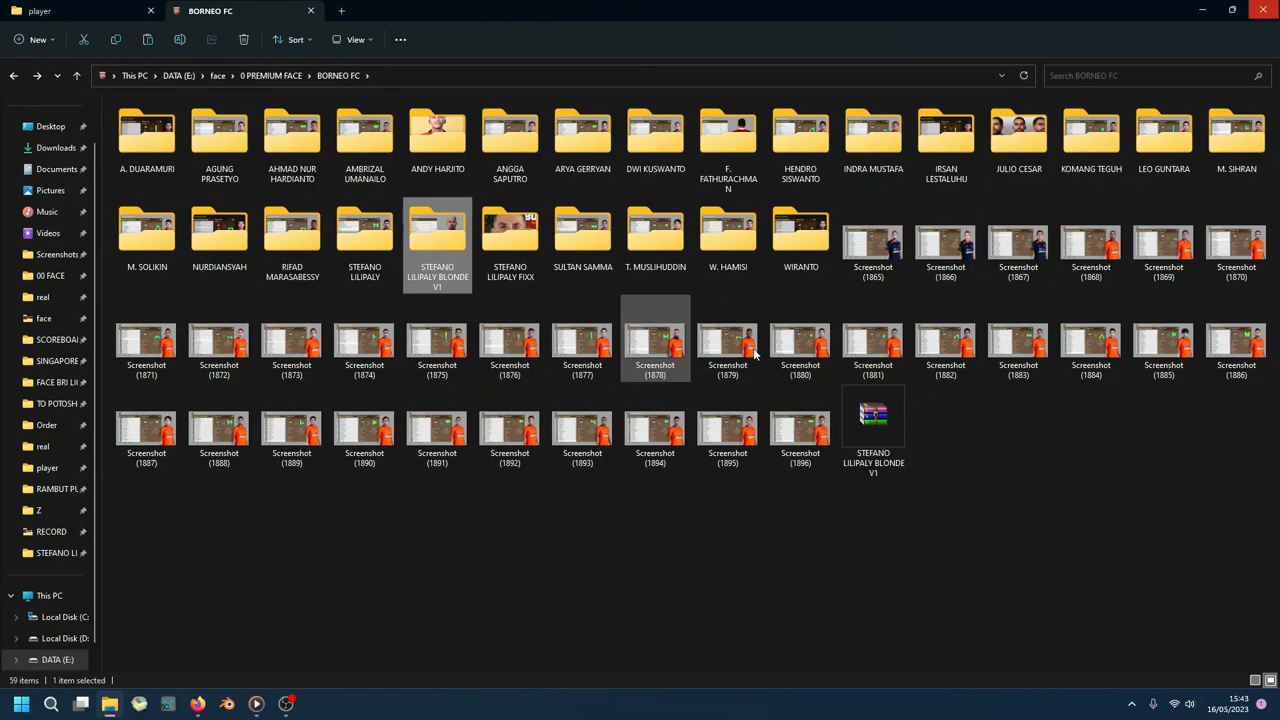 player
BORNEO FC
New
Sort
View
This PC
DATA (E:)
face
0 PREMIUM FACE
BORNEO FC
Search BORNEO FC
Desktop
Downloads
Documents
Pictures
Music
Videos
Screenshots
00 FACE
real
face
SCOREBOAI
SINGAPORE
FACE BRI LIC
TO POTOSH
Order
real
player
RAMBUT PU
Z
RECORD
STEFANO LI
This PC
Local Disk (C:
Local Disk (D:
DATA (E:)
A. DUARAMURI
AGUNG
PRASETYO
AHMAD NUR
HARDIANTO
AMBRIZAL
UMANAILO
ANDY HARJITO
ANGGA
SAPUTRO
ARYA GERRYAN
DWI KUSWANTO
F.
FATHURACHMA
N
HENDRO
SISWANTO
INDRA MUSTAFA
IRSAN
LESTALUHU
JULIO CESAR
KOMANG TEGUH
LEO GUNTARA
M. SIHRAN
M. SOLIKIN
NURDIANSYAH
RIFAD
MARASABESSY
STEFANO
LILIPALY
STEFANO
LILIPALY BLONDE
V1
STEFANO
LILIPALY FIXX
SULTAN SAMMA
T. MUSLIHUDDIN
W. HAMISI
WIRANTO
Screenshot
(1865)
Screenshot
(1866)
Screenshot
(1867)
Screenshot
(1868)
Screenshot
(1869)
Screenshot
(1870)
Screenshot
(1871)
Screenshot
(1872)
Screenshot
(1873)
Screenshot
(1874)
Screenshot
(1875)
Screenshot
(1876)
Screenshot
(1877)
Screenshot
(1878)
Screenshot
(1879)
Screenshot
(1880)
Screenshot
(1881)
Screenshot
(1882)
Screenshot
(1883)
Screenshot
(1884)
Screenshot
(1885)
Screenshot
(1886)
Screenshot
(1887)
Screenshot
(1888)
Screenshot
(1889)
Screenshot
(1890)
Screenshot
(1891)
Screenshot
(1892)
Screenshot
(1893)
Screenshot
(1894)
Screenshot
(1895)
Screenshot
(1896)
STEFANO
LILIPALY BLONDE
V1
59 items
1 item selected
15:43
16/05/2023
1